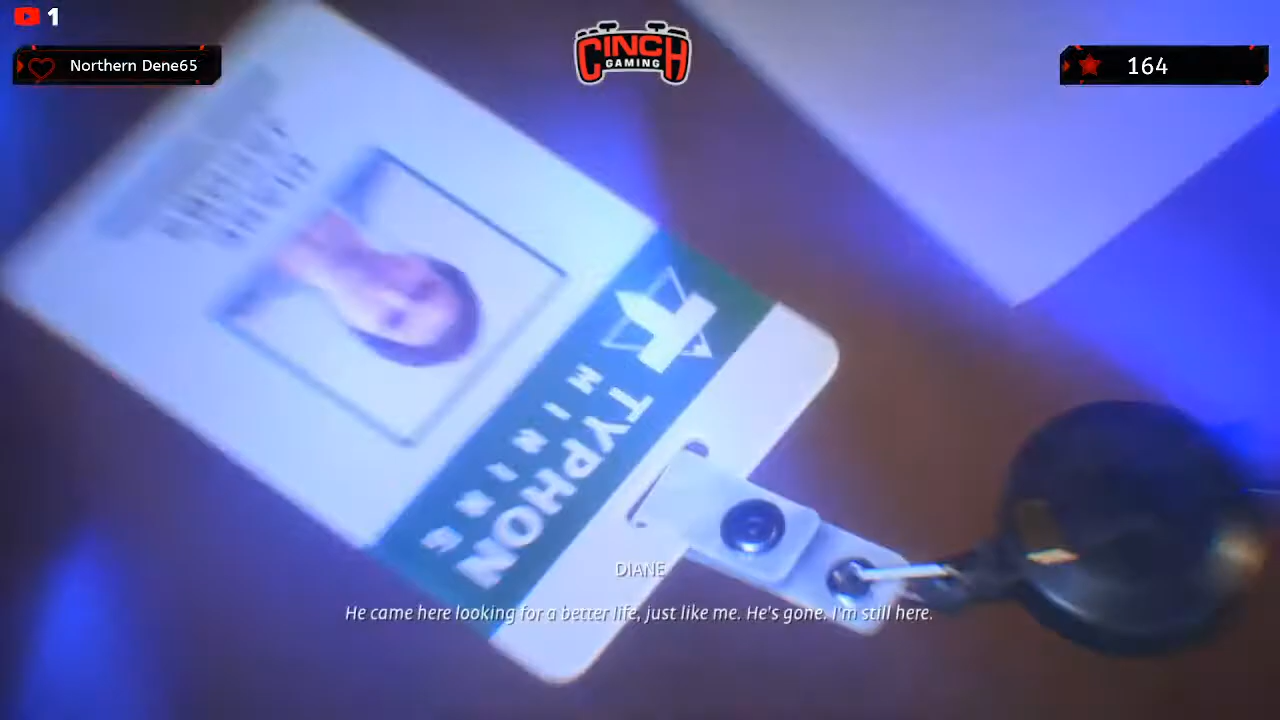 1
Northern Dene65
CINCH
GAMING
164
TYPHON
MINING
DIANE
He came here looking for a better life, just like me. He's gone. I'm still here.